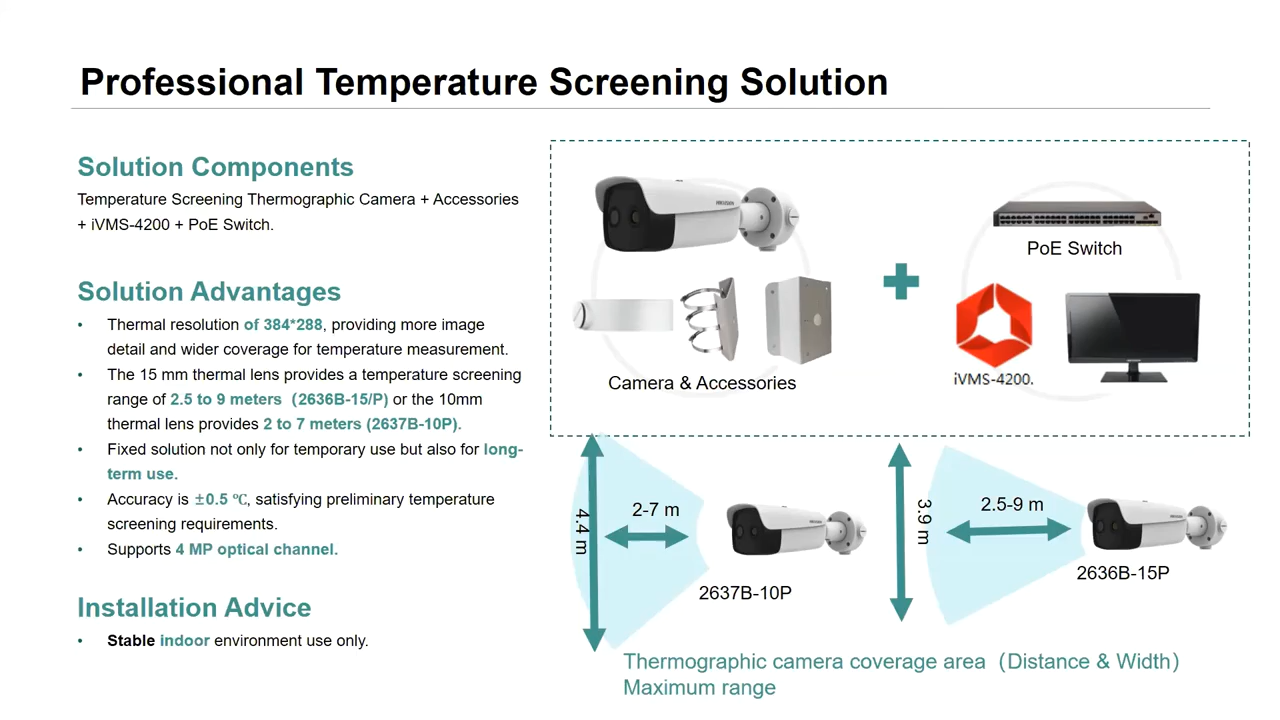 Professional Temperature Screening Solution
Solution Components
Temperature Screening Thermographic Camera + Accessories
+ iVMS-4200 + PoE Switch.
Solution Advantages
• Thermal resolution of 384*288, providing more image
detail and wider coverage for temperature measurement.
• The 15 mm thermal lens provides a temperature screening
range of 2.5 to 9 meters（2636B-15/P) or the 10mm
thermal lens provides 2 to 7 meters (2637B-10P).
• Fixed solution not only for temporary use but also for long-
term use.
• Accuracy is ±0.5 ℃, satisfying preliminary temperature
screening requirements.
• Supports 4 MP optical channel.
Installation Advice
• Stable indoor environment use only.
HIKVISION
Camera & Accessories
PoE Switch
iVMS-4200.
4.4 m
2-7 m
2637B-10P
3.9 m
2.5-9 m
2636B-15P
Thermographic camera coverage area（Distance & Width）
Maximum range